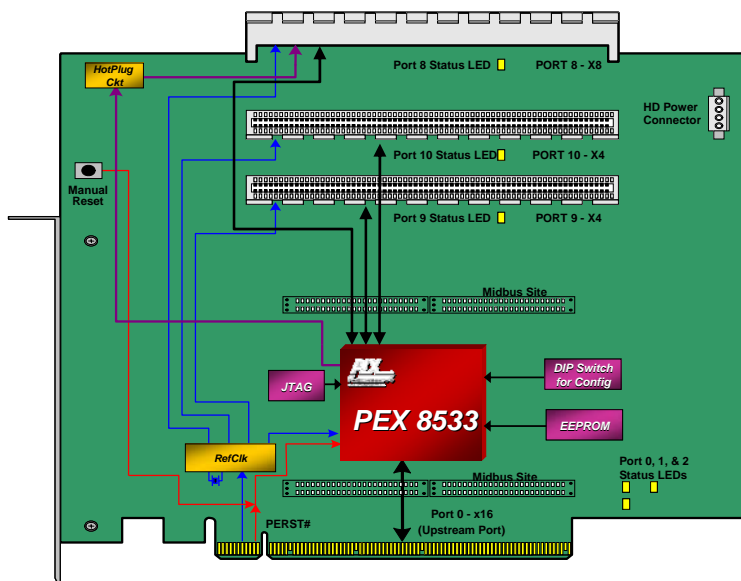 HotPlug
Ckt
Port 8 Status LED
PORT 8 - X8
HD Power
Connector
Port 10 Status LED
PORT 10 - X4
Manual
Reset
Port 9 Status LED
PORT 9 - X4
Midbus Site
JTAG
PEX 8533
DIP Switch
for Config
EEPROM
RefClk
Midbus Site
Port 0, 1, & 2
Status LEDs
PERST#
Port 0 - x16
(Upstream Port)